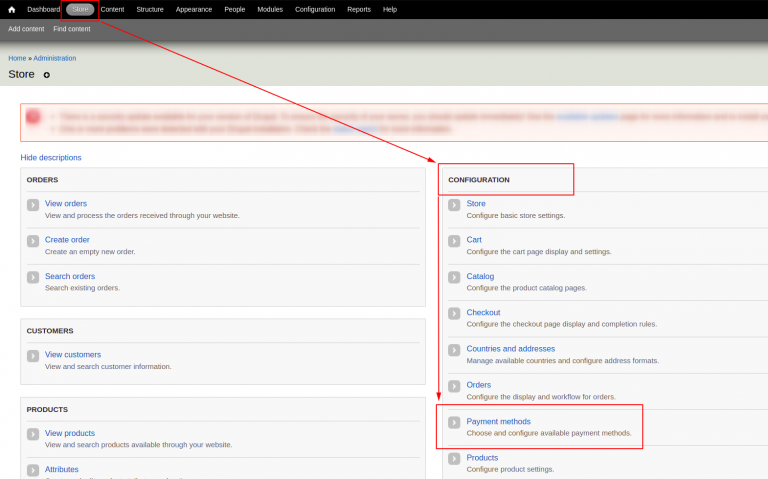 Dashboard Store Content Structure Appearance People Modules Configuration Reports Help
Add content Find content
Home » Administration
Store
Hide descriptions
ORDERS
View orders
View and process the orders received through your website.
Create order
Create an empty new order.
Search orders
Search existing orders.
CUSTOMERS
View customers
View and search customer information.
PRODUCTS
View products
View and search products available through your website.
Attributes
CONFIGURATION
Store
Configure basic store settings.
Cart
Configure the cart page display and settings.
Catalog
Configure the product catalog pages.
Checkout
Configure the checkout page display and completion rules.
Countries and addresses
Manage available countries and configure address formats.
Orders
Configure the display and workflow for orders.
Payment methods
Choose and configure available payment methods.
Products
Configure product settings.